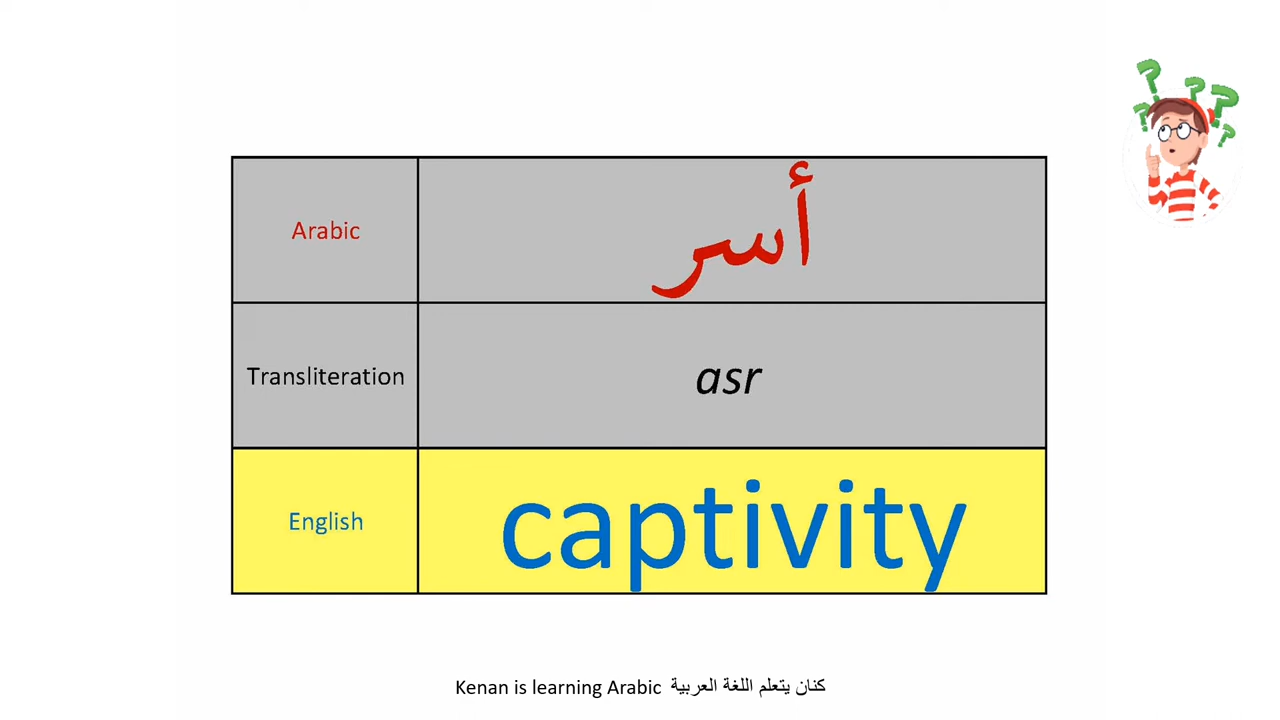 Arabic أسر
Transliteration asr
English captivity
Kenan is learning Arabic كنان يتعلم اللغة العربية